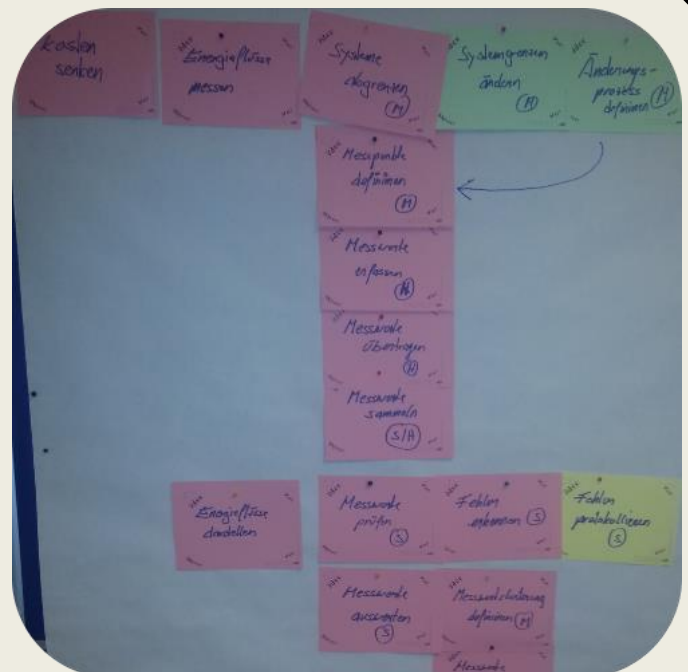 Kosten
senken
Energieflüsse
messen
Systeme
abgrenzen
M
Systemgrenzen
ändern
M
Änderungs-
prozess
definieren M
Messpunkte
definieren
M
Messwerte
erfassen
Messwerte
übertragen
H
Messwerte
sammeln
S/H
Energieflüsse
darstellen
Messwerte
prüfen
S
Fehler
erkennen S
Fehler
protokollieren
S
Messwerte
auswerten
S
definieren M
Messwerte